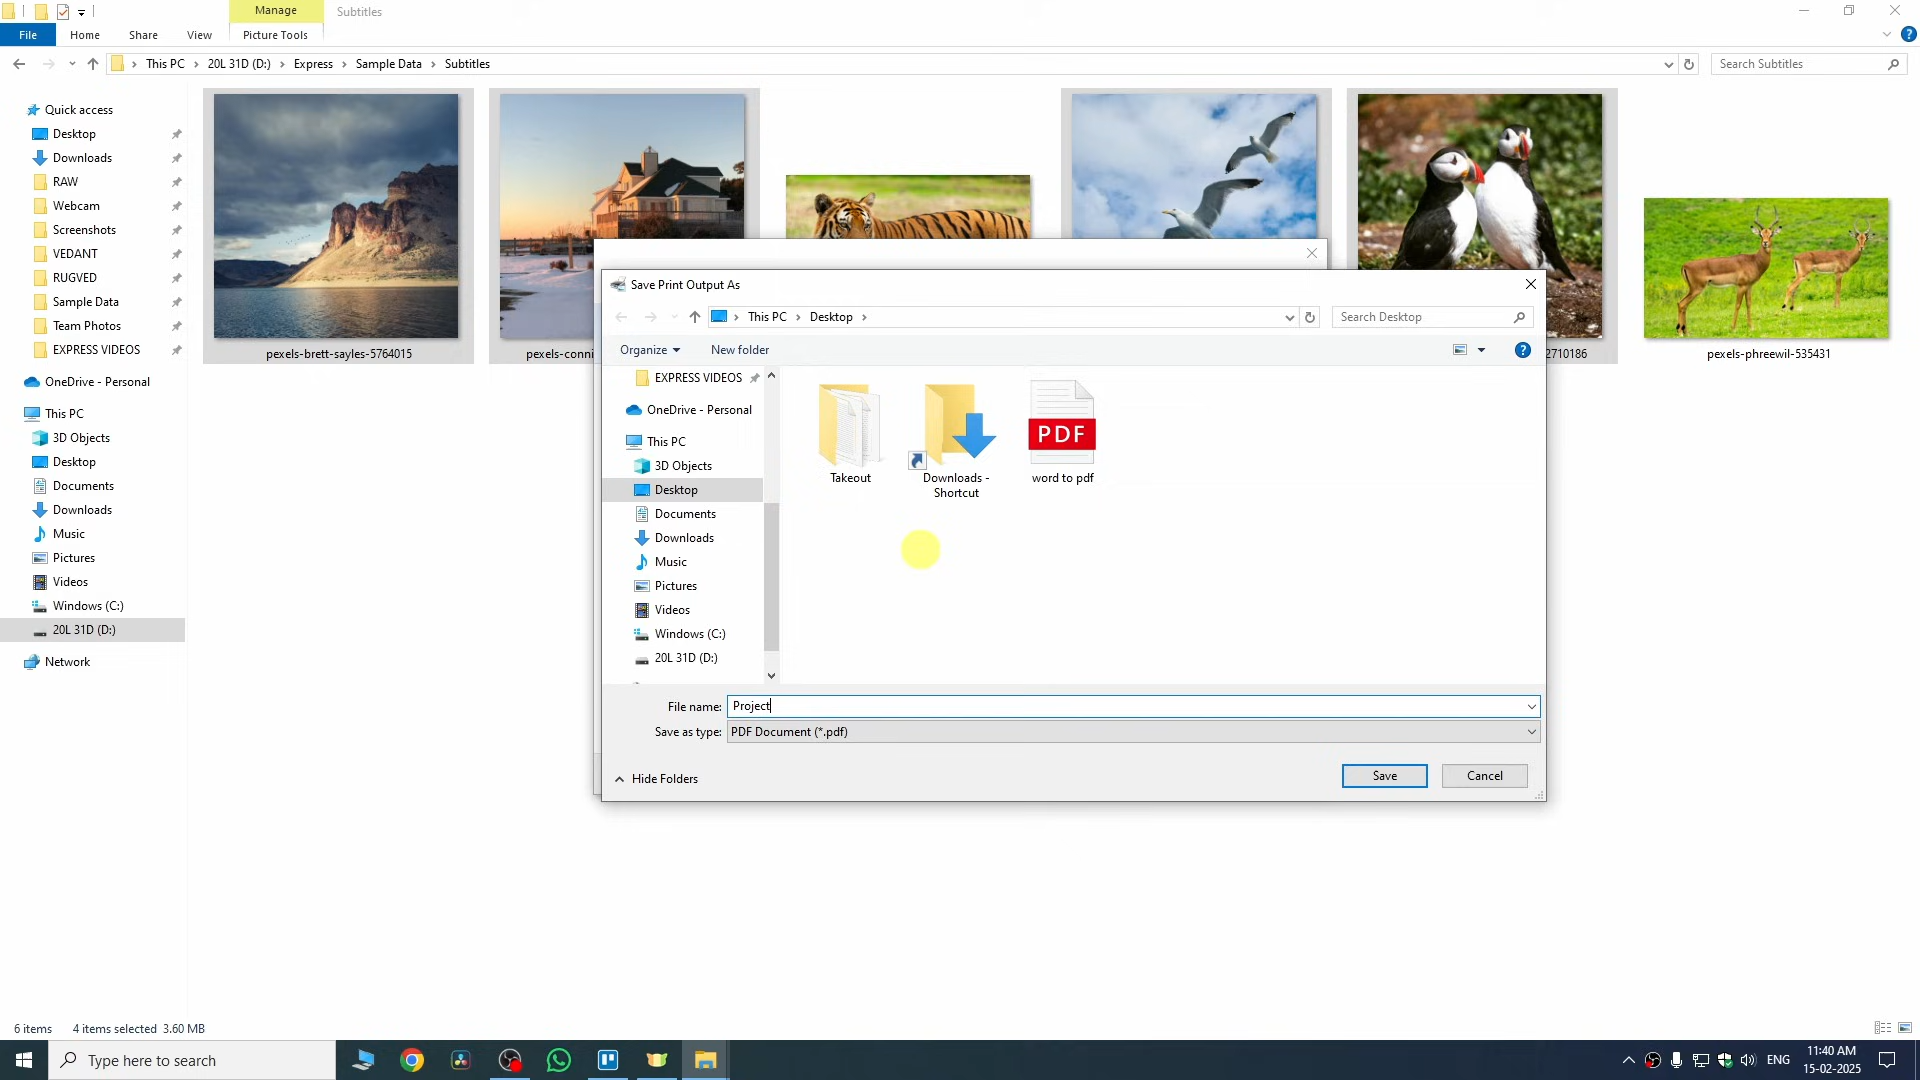 Manage
Subtitles
File
Home
Share
View
Picture Tools
This PC
20L 31D (D:)
Express
Sample Data
Subtitles
Search Subtitles
Quick access
Desktop
Downloads
RAW
Webcam
Screenshots
VEDANT
RUGVED
Sample Data
Team Photos
EXPRESS VIDEOS
OneDrive - Personal
This PC
3D Objects
Desktop
Documents
Downloads
Music
Pictures
Videos
Windows (C:)
20L 31D (D:)
Network
pexels-brett-sayles-5764015
pexels-conni
2710186
pexels-phreewil-535431
Save Print Output As
This PC
Desktop
Search Desktop
Organize
New folder
EXPRESS VIDEOS
OneDrive - Personal
This PC
3D Objects
Desktop
Documents
Downloads
Music
Pictures
Videos
Windows (C:)
20L 31D (D:)
Takeout
Downloads -
Shortcut
PDF
word to pdf
File name:
Project
Save as type:
PDF Document (*.pdf)
Hide Folders
Save
Cancel
6 items
4 items selected 3.60 MB
Type here to search
ENG
11:40 AM
15-02-2025